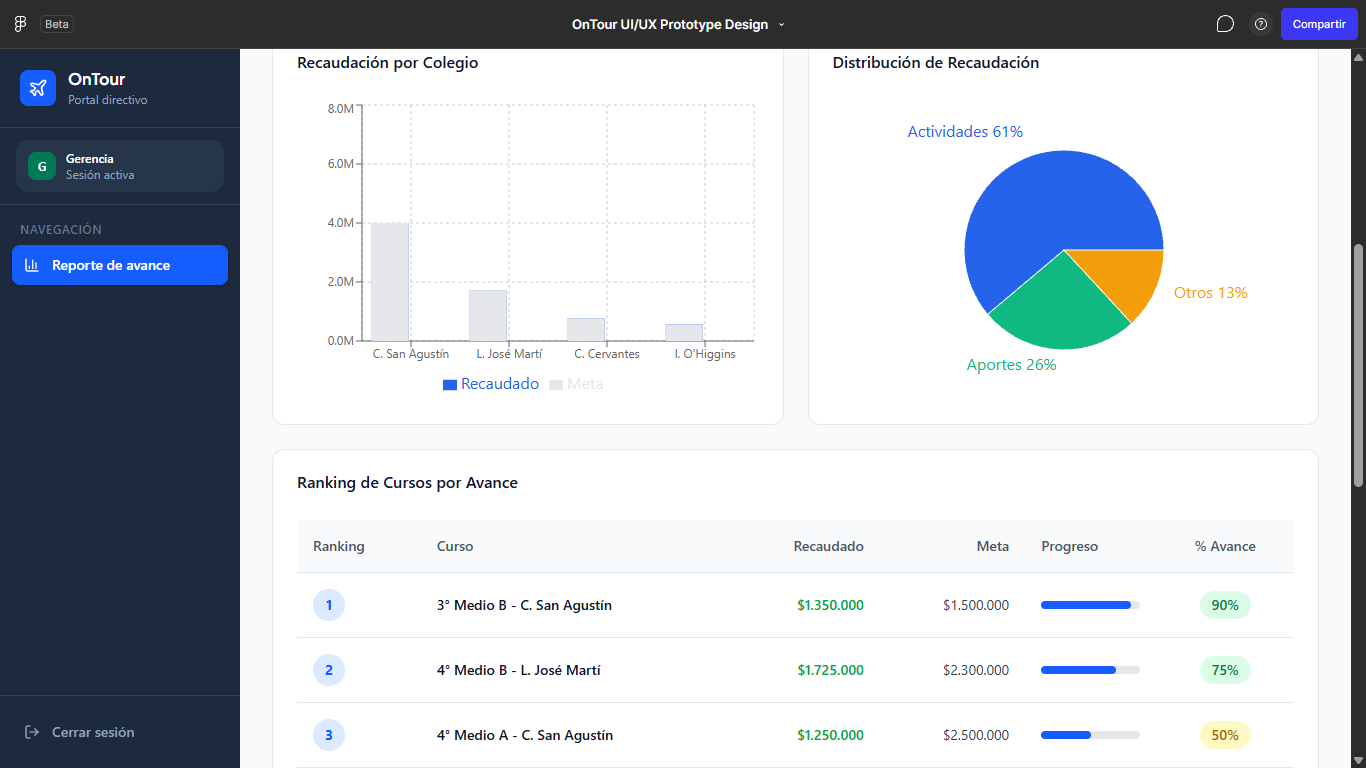 Beta
OnTour UI/UX Prototype Design
Compartir
OnTour
Portal directivo
G
Gerencia
Sesión activa
NAVEGACIÓN
Reporte de avance
Cerrar sesión
Recaudación por Colegio
8.0M
6.0M
4.0M
2.0M
0.0M
C. San Agustín L. José Martí C. Cervantes I. O'Higgins
Recaudado Meta
Distribución de Recaudación
Actividades 61%
Otros 13%
Aportes 26%
Ranking de Cursos por Avance
Ranking Curso Recaudado Meta Progreso % Avance
1 3° Medio B - C. San Agustín $1.350.000 $1.500.000 90%
2 4° Medio B - L. José Martí $1.725.000 $2.300.000 75%
3 4° Medio A - C. San Agustín $1.250.000 $2.500.000 50%